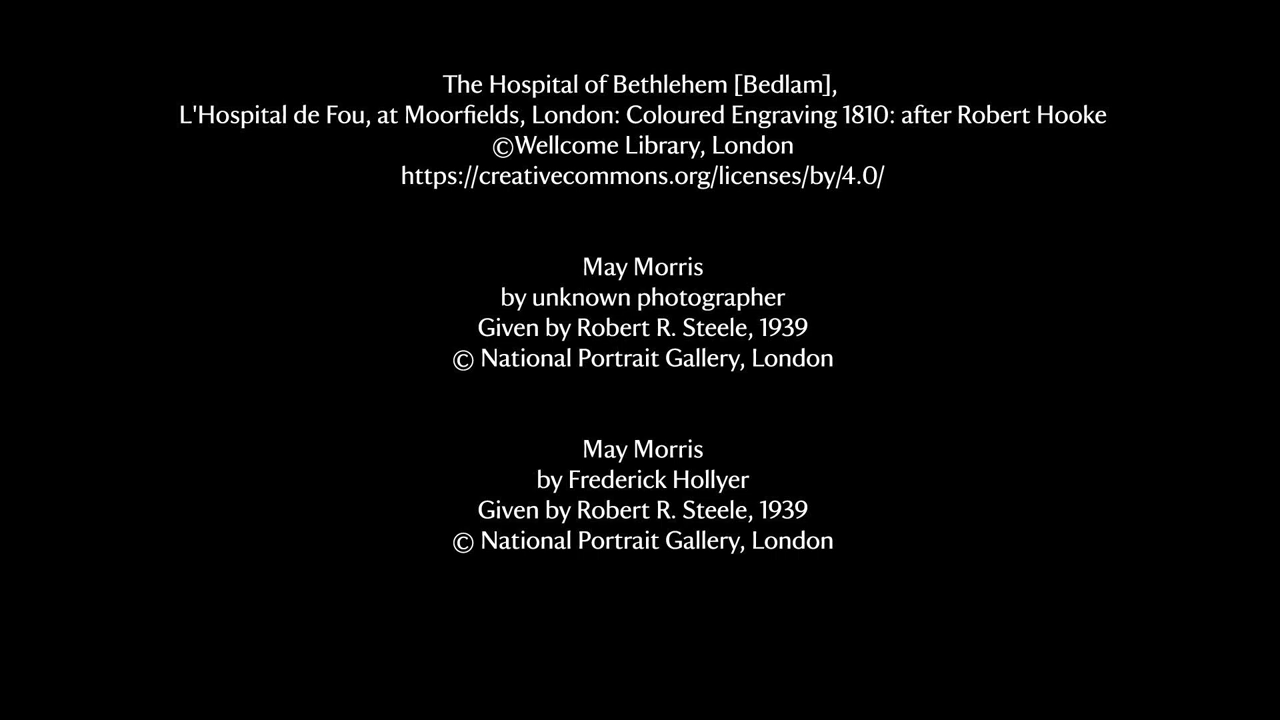 The Hospital of Bethlehem [Bedlam],
L'Hospital de Fou, at Moorfields, London: Coloured Engraving 1810: after Robert Hooke
©Wellcome Library, London
https://creativecommons.org/licenses/by/4.0/
May Morris
by unknown photographer
Given by Robert R. Steele, 1939
© National Portrait Gallery, London
May Morris
by Frederick Hollyer
Given by Robert R. Steele, 1939
© National Portrait Gallery, London